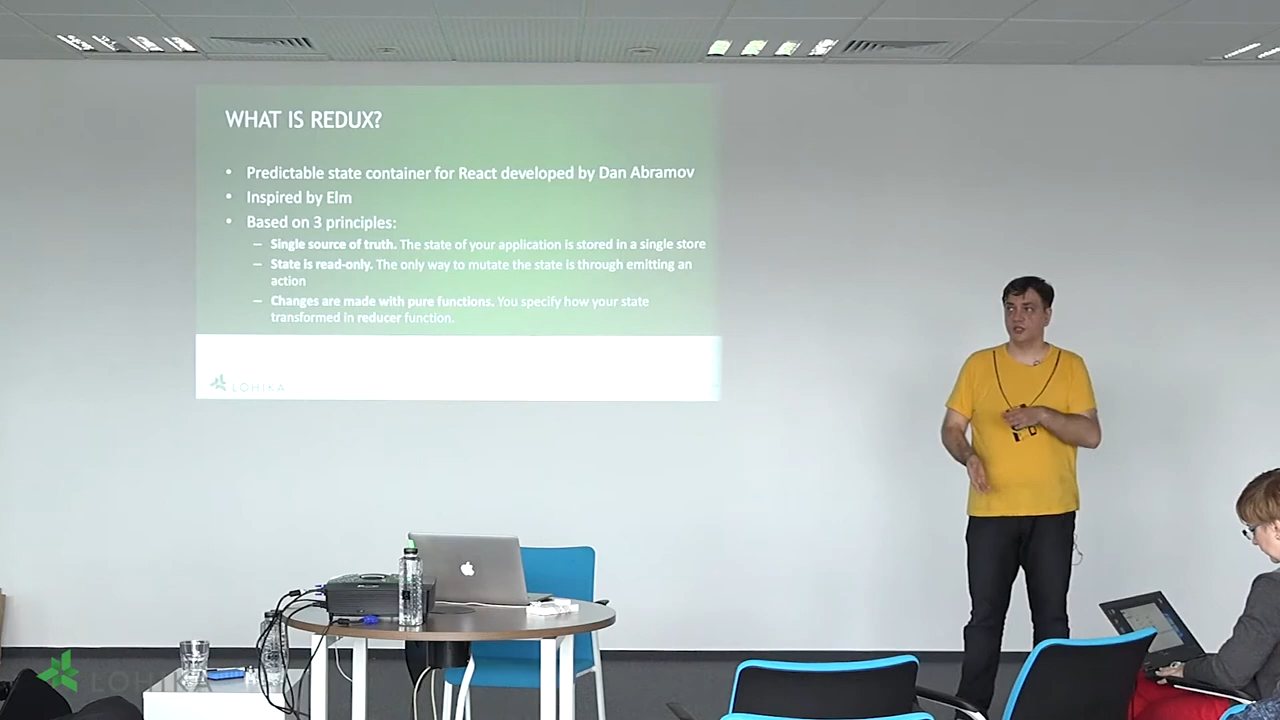 WHAT IS REDUX?
• Predictable state container for React developed by Dan Abramov
• Inspired by Elm
• Based on 3 principles:
– Single source of truth. The state of your application is stored in a single store
– State is read-only. The only way to mutate the state is through emitting an
action
– Changes are made with pure functions. You specify how your state
transformed in reducer function.
LOHIKA
LOHIKA